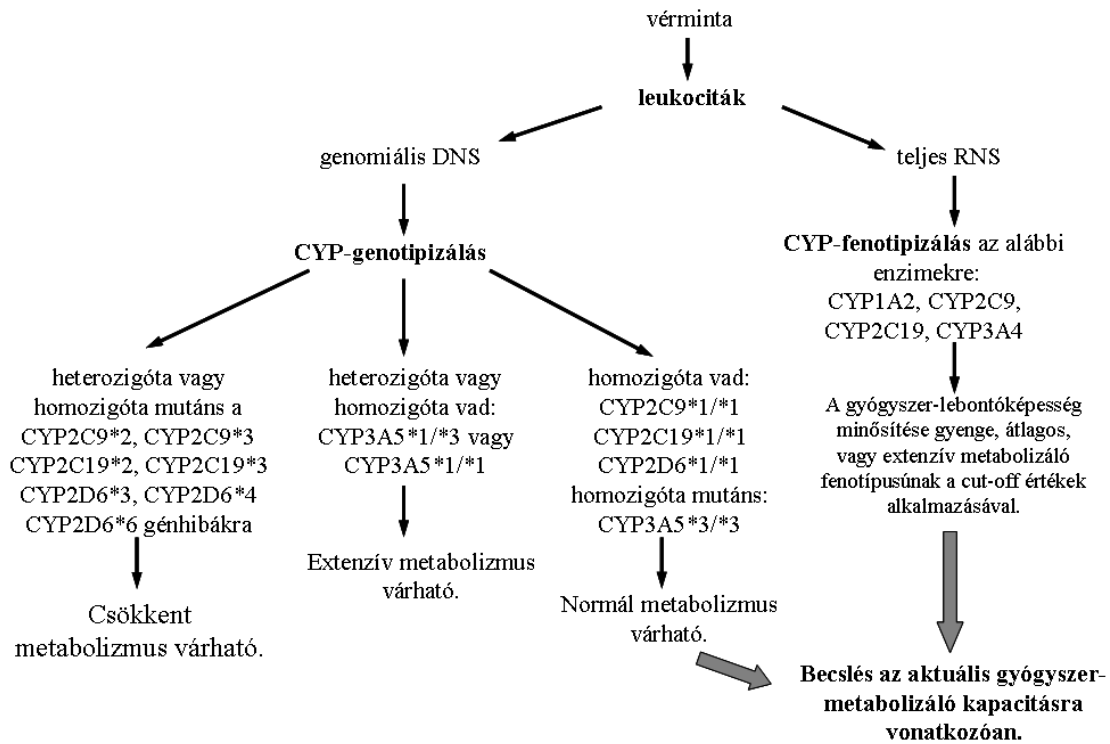 vérminta
leukociták
genomiális DNS
teljes RNS
CYP-genotipizálás
CYP-fenotipizálás az alábbi
enzimekre:
CYP1A2, CYP2C9,
CYP2C19, CYP3A4
heterozigóta vagy
homozigóta mutáns a
CYP2C9*2, CYP2C9*3
CYP2C19*2, CYP2C19*3
CYP2D6*3, CYP2D6*4
CYP2D6*6 génhibákra
heterozigóta vagy
homozigóta vad:
CYP3A5*1/*3 vagy
CYP3A5*1/*1
homozigóta vad:
CYP2C9*1/*1
CYP2C19*1/*1
CYP2D6*1/*1
homozigóta mutáns:
CYP3A5*3/*3
A gyógyszer-lebontóképesség
minősítése gyenge, átlagos,
vagy extenzív metabolizáló
fenotípusúnak a cut-off értékek
alkalmazásával.
Csökkent
metabolizmus várható.
Extenzív metabolizmus
várható.
Normál metabolizmus
várható.
Becslés az aktuális gyógyszer-
metabolizáló kapacitásra
vonatkozóan.